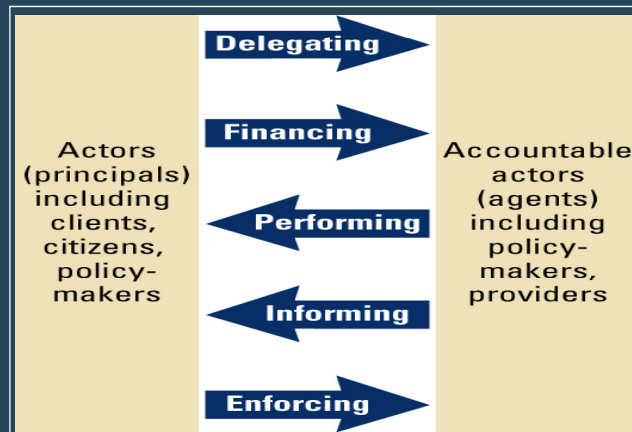 Delegating
Financing
Performing
Informing
Enforcing
Actors
(principals)
including
clients,
citizens,
policy-
makers
Accountable
actors
(agents)
including
policy-
makers,
providers